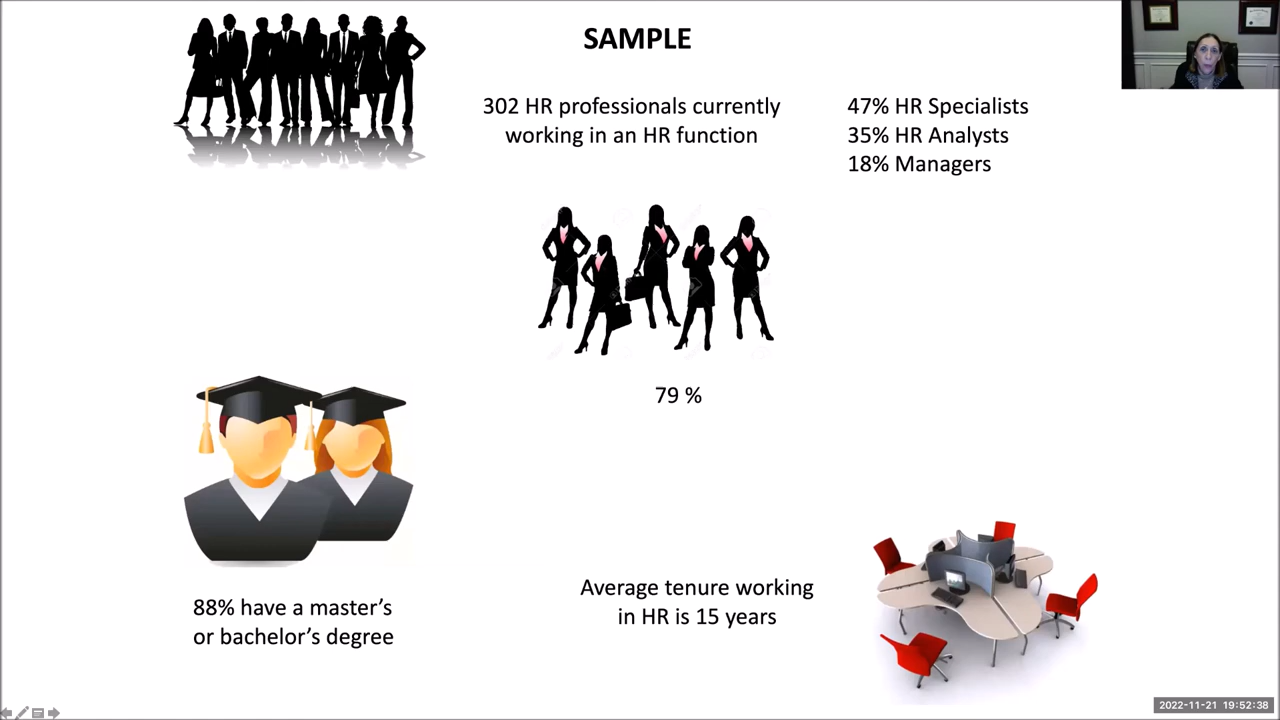 SAMPLE
302 HR professionals currently
working in an HR function
47% HR Specialists
35% HR Analysts
18% Managers
79 %
88% have a master’s
or bachelor’s degree
Average tenure working
in HR is 15 years
2022-11-21 19:52:38